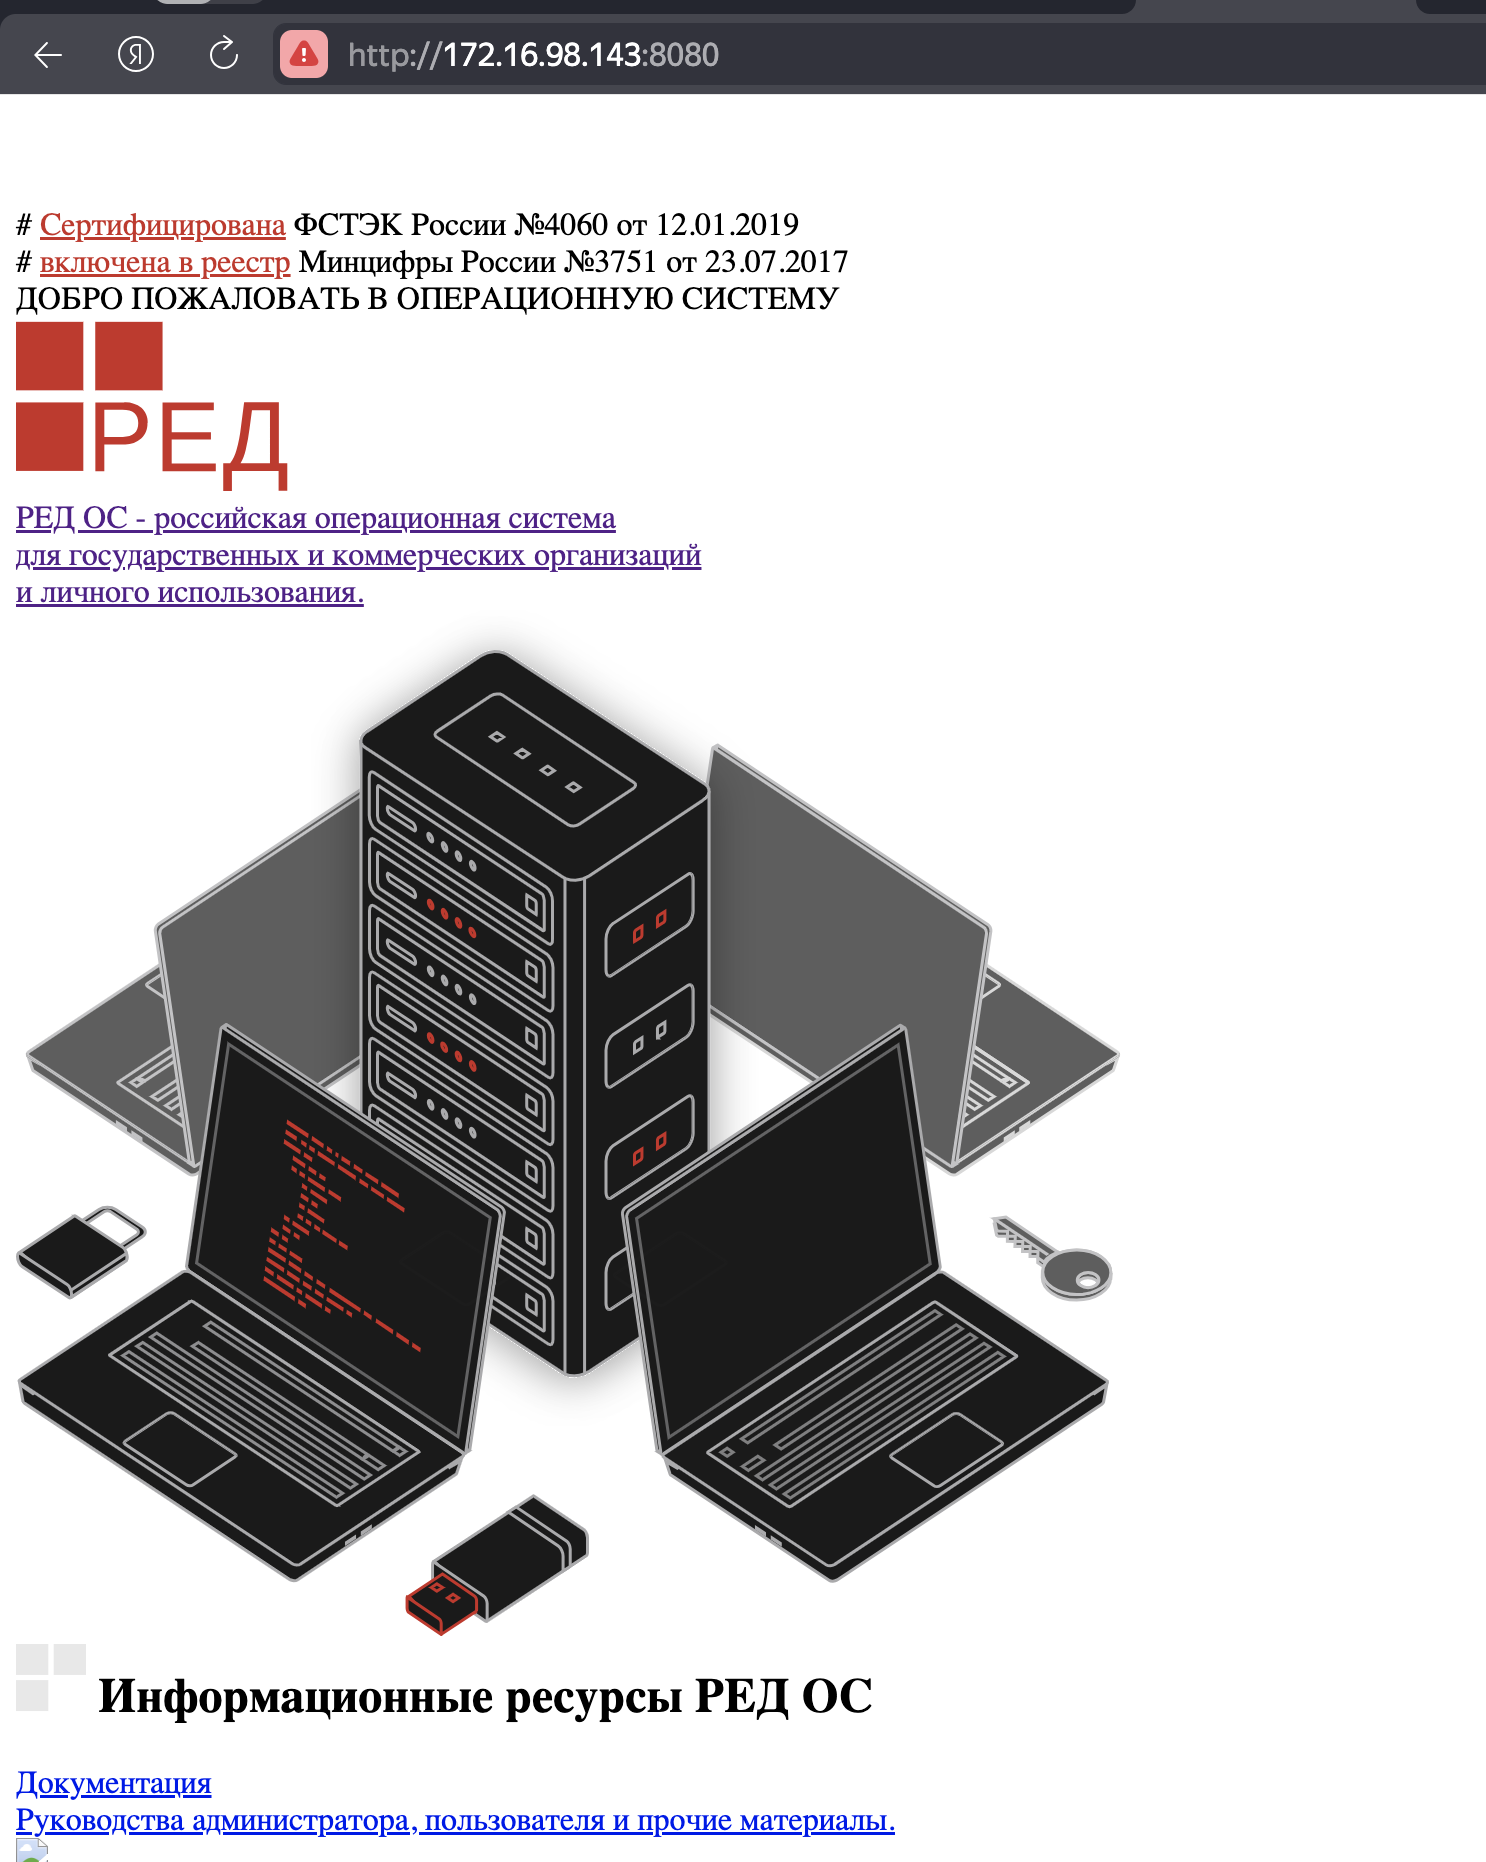 http://172.16.98.143:8080
# Сертифицирована ФСТЭК России №4060 от 12.01.2019
# включена в реестр Минцифры России №3751 от 23.07.2017
ДОБРО ПОЖАЛОВАТЬ В ОПЕРАЦИОННУЮ СИСТЕМУ
РЕД
РЕД ОС - российская операционная система
для государственных и коммерческих организаций
и личного использования.
Информационные ресурсы РЕД ОС
Документация
Руководства администратора, пользователя и прочие материалы.